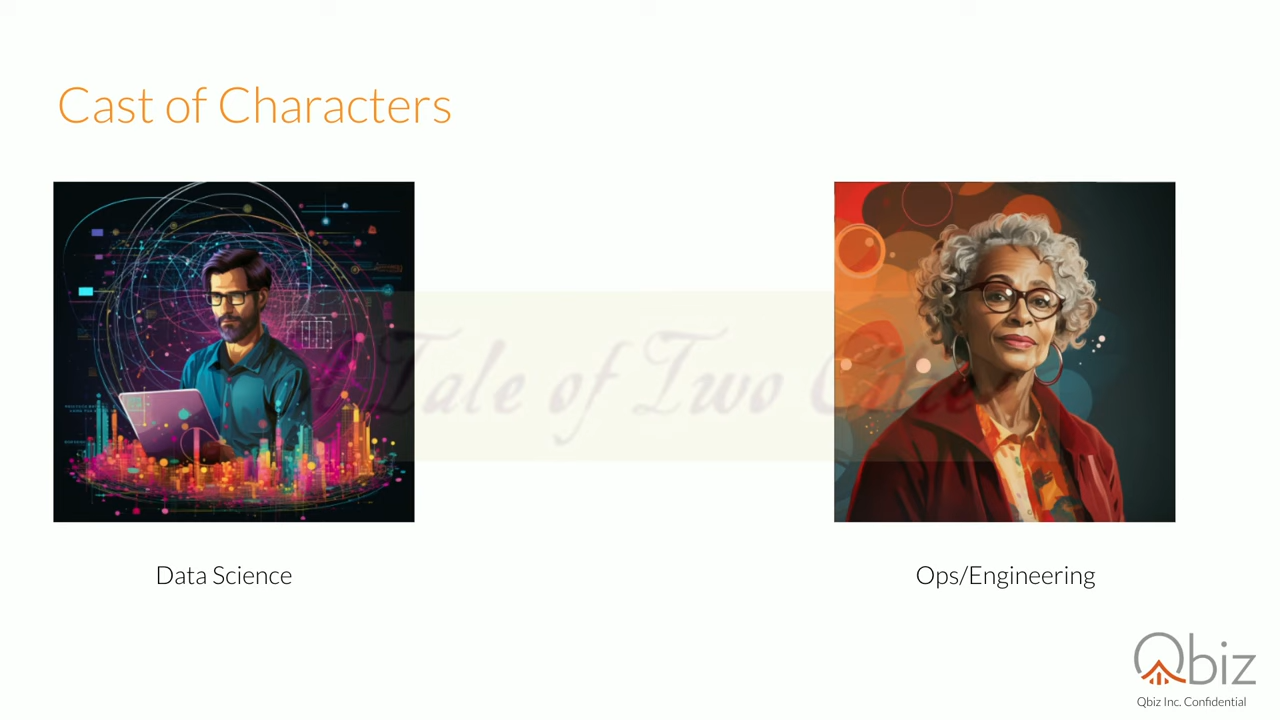 Cast of Characters
Tale of Two
Data Science
Ops/Engineering
Qbiz
Qbiz Inc. Confidential